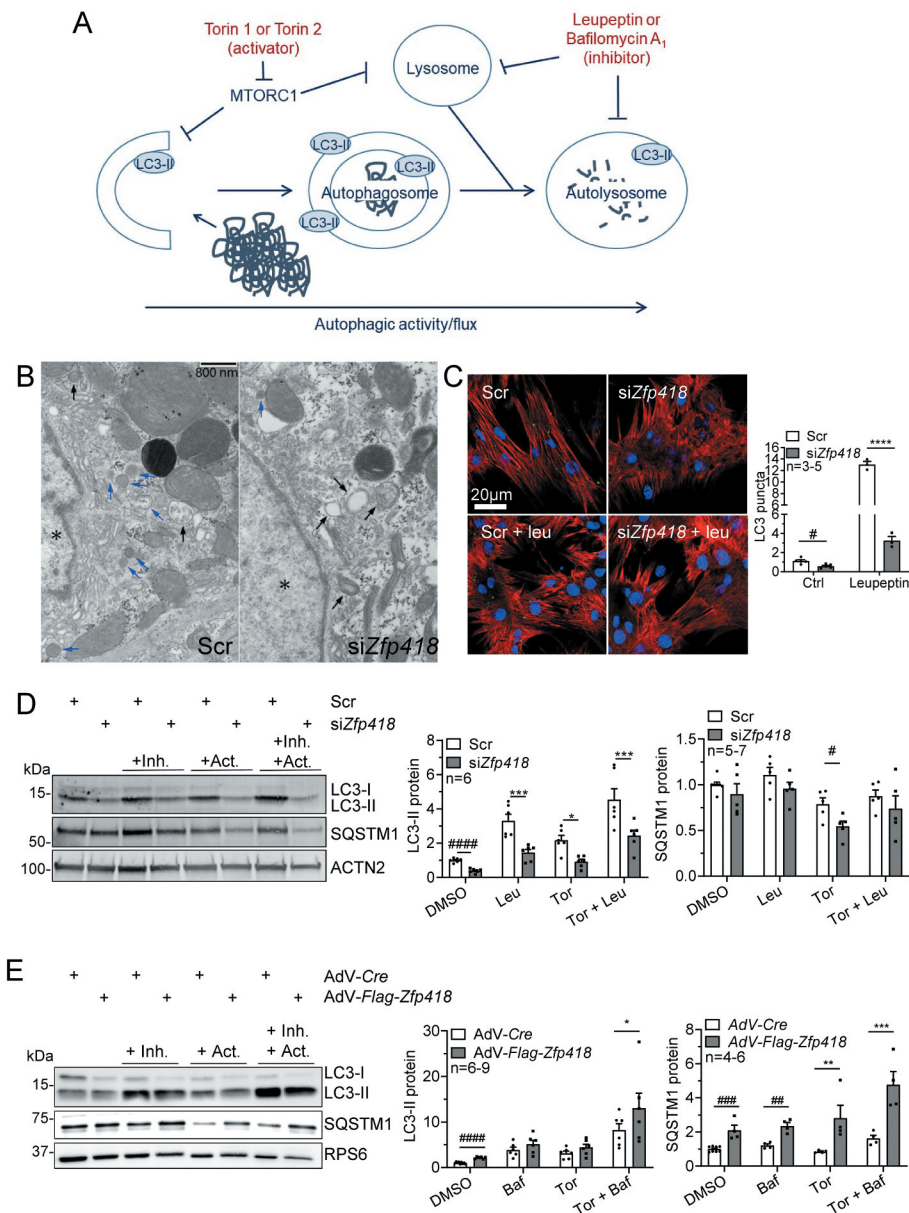 A
Torin 1 or Torin 2
(activator)
MTORC1
Lysosome
Leupeptin or
Bafilomycin A1
(inhibitor)
LC3-II
LC3-II
LC3-II
LC3-II
LC3-II
Autophagosome
Autolysosome
Autophagic activity/flux
B
800 nm
*
*
Scr
siZfp418
C
Scr
siZfp418
20µm
Scr + leu
siZfp418 + leu
Scr
siZfp418
n=3-5
****
#
LC3 puncta
16
14
12
10
6
4
2
0
Ctrl
Leupeptin
D
+ + + + Scr
+ + + + siZfp418
+Inh. +Act. +Inh. +Act.
kDa
15-
50-
100-
LC3-I
LC3-II
SQSTM1
ACTN2
LC3-II protein
8
6
4
2
0
Scr
siZfp418
n=6
####
***
*
***
DMSO
Leu
Tor
Tor + Leu
SQSTM1 protein
1.5
1.0
0.5
0.0
Scr
siZfp418
n=5-7
#
DMSO
Leu
Tor
Tor + Leu
E
+ + + + AdV-Cre
+ + + + AdV-Flag-Zfp418
+ Inh. + Act. + Inh. + Act.
kDa
15-
75-
50-
37-
LC3-I
LC3-II
SQSTM1
RPS6
LC3-II protein
30
20
10
5
0
AdV-Cre
AdV-Flag-Zfp418
n=6-9
####
*
DMSO
Baf
Tor
Tor + Baf
SQSTM1 protein
8
6
4
2
0
AdV-Cre
AdV-Flag-Zfp418
n=4-6
###
##
**
***
DMSO
Baf
Tor
Tor + Baf